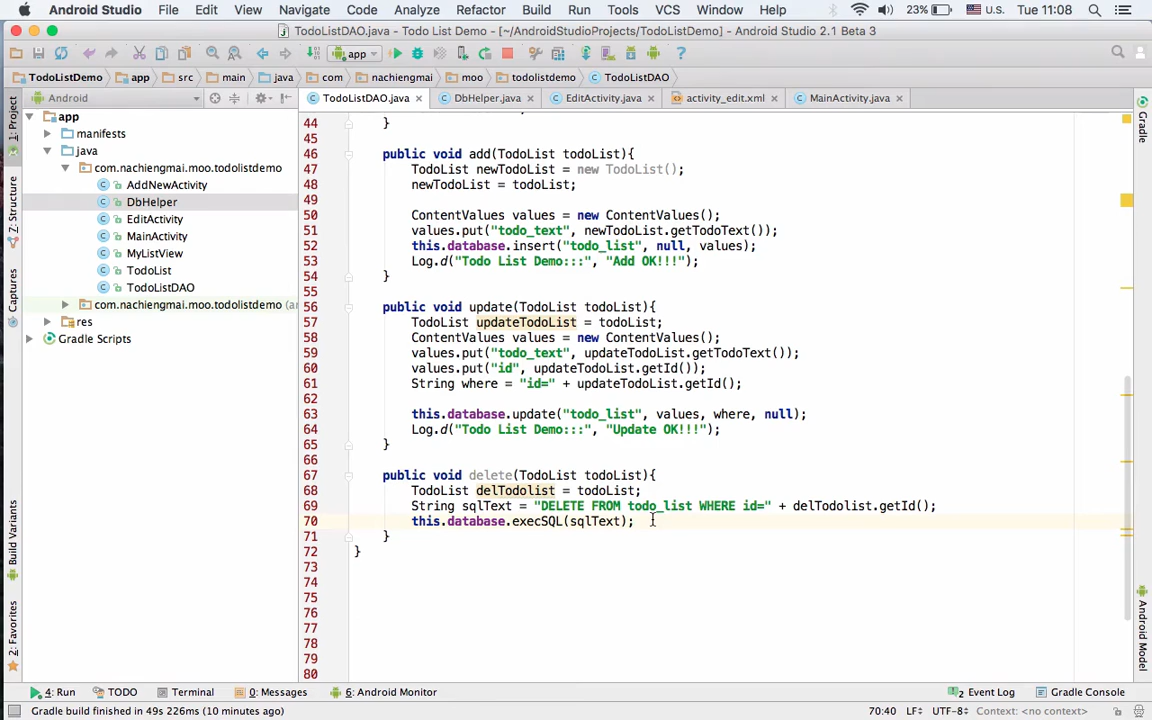 Android Studio File Edit View Navigate Code Analyze Refactor Build Run Tools VCS Window Help 23% U.S. Tue 11:08
TodoListDAO.java - Todo List Demo - [~/AndroidStudioProjects/TodoListDemo] - Android Studio 2.1 Beta 3
app
TodoListDemo app src main java com nachiengmai moo todolistdemo TodoListDAO
Android
TodoListDAO.java DbHelper.java EditActivity.java activity_edit.xml MainActivity.java
1: Project
Z: Structure
Captures
Build Variants
2: Favorites
app
manifests
java
com.nachiengmai.moo.todolistdemo
AddNewActivity
DbHelper
EditActivity
MainActivity
MyListView
TodoList
TodoListDAO
com.nachiengmai.moo.todolistdemo
res
Gradle Scripts
44 }
45
46 public void add(TodoList todoList){
47 TodoList newTodoList = new TodoList();
48 newTodoList = todoList;
49
50 ContentValues values = new ContentValues();
51 values.put("todo_text", newTodoList.getTodoText());
52 this.database.insert("todo_list", null, values);
53 Log.d("Todo List Demo:::", "Add OK!!!");
54 }
55
56 public void update(TodoList todoList){
57 TodoList updateTodoList = todoList;
58 ContentValues values = new ContentValues();
59 values.put("todo_text", updateTodoList.getTodoText());
60 values.put("id", updateTodoList.getId());
61 String where = "id=" + updateTodoList.getId();
62
63 this.database.update("todo_list", values, where, null);
64 Log.d("Todo List Demo:::", "Update OK!!!");
65 }
66
67 public void delete(TodoList todoList){
68 TodoList delTodolist = todoList;
69 String sqlText = "DELETE FROM todo_list WHERE id=" + delTodolist.getId();
70 this.database.execSQL(sqlText);
71 }
72 }
73
74
75
76
77
78
79
80
Gradle
Android Model
4: Run TODO Terminal 0: Messages 6: Android Monitor 2 Event Log Gradle Console
Gradle build finished in 49s 226ms (10 minutes ago) 70:40 LF UTF-8 Context: <no context>